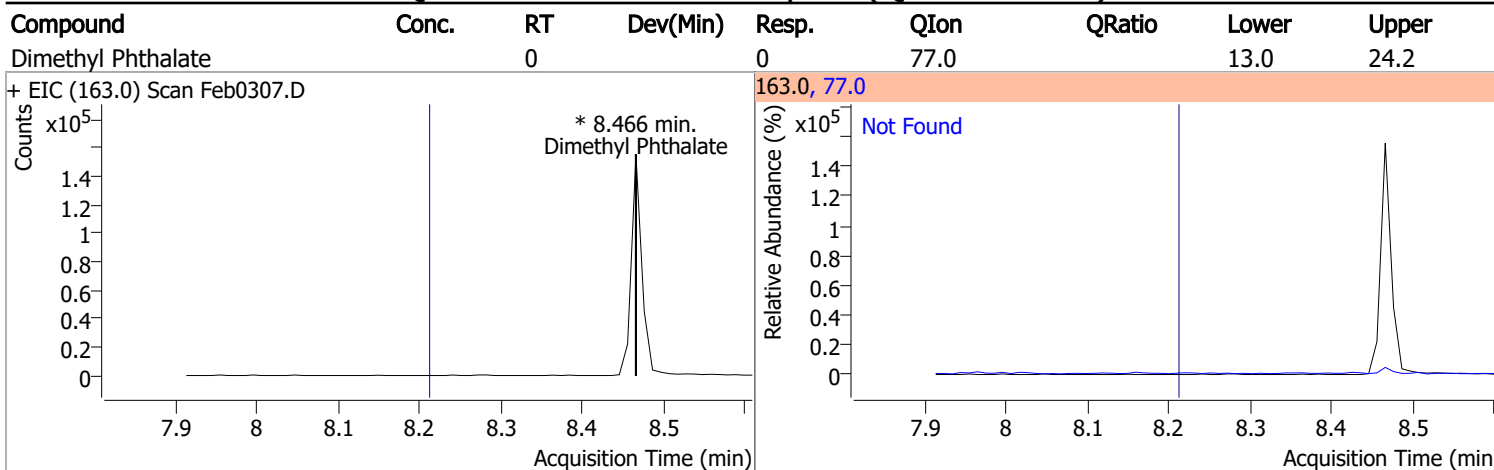 Compound Conc. RT Dev(Min) Resp. QIon QRatio Lower Upper
Dimethyl Phthalate 0 0 77.0 13.0 24.2
+ EIC (163.0) Scan Feb0307.D
Counts
x10⁵
* 8.466 min.
Dimethyl Phthalate
1.4
1.2
1
0.8
0.6
0.4
0.2
0
7.9 8 8.1 8.2 8.3 8.4 8.5
Acquisition Time (min)
163.0, 77.0
Relative Abundance (%)
x10⁵
Not Found
1.4
1.2
1
0.8
0.6
0.4
0.2
0
7.9 8 8.1 8.2 8.3 8.4 8.5
Acquisition Time (min